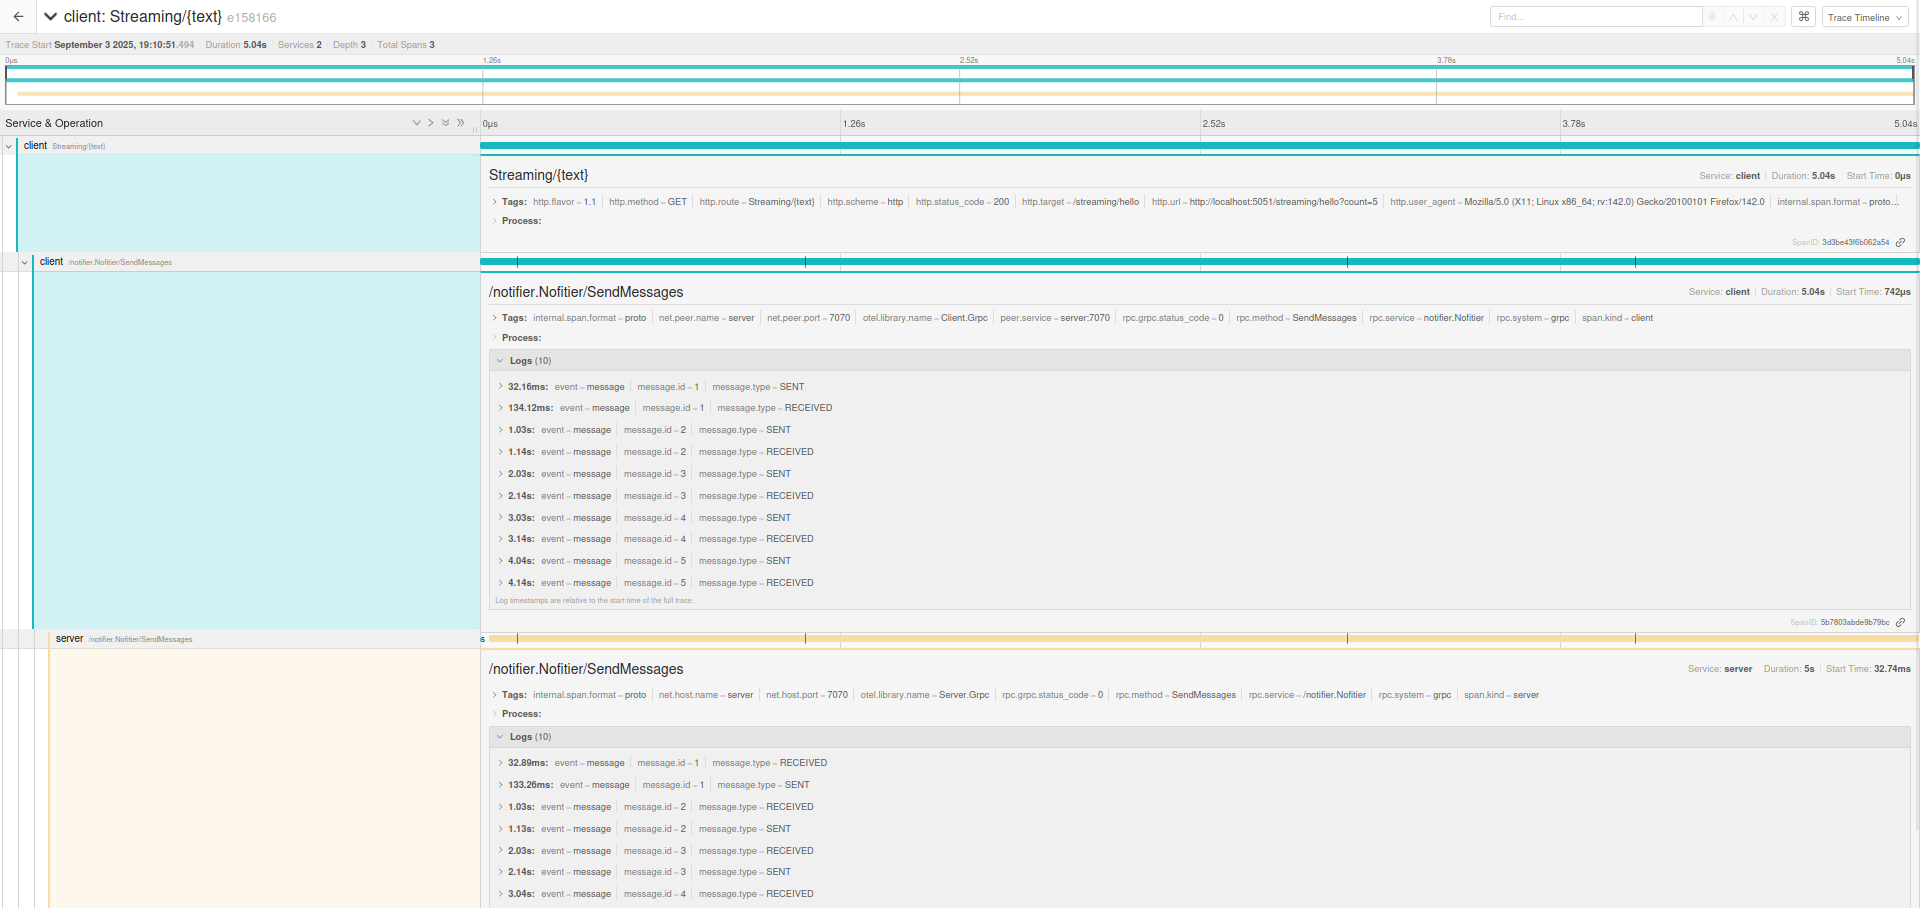 client: Streaming/{text} e158166
Find...
⌘
Trace Timeline
Trace Start September 3 2025, 19:10:51.494 Duration 5.04s Services 2 Depth 3 Total Spans 3
0μs 1.26s 2.52s 3.78s 5.04s
Service & Operation 0μs 1.26s 2.52s 3.78s 5.04s
client Streaming/{text}
Streaming/{text} Service: client Duration: 5.04s Start Time: 0μs
Tags: http.flavor = 1.1 http.method = GET http.route = Streaming/{text} http.scheme = http http.status_code = 200 http.target = /streaming/hello http.url = http://localhost:5051/streaming/hello?count=5 http.user_agent = Mozilla/5.0 (X11; Linux x86_64; rv:142.0) Gecko/20100101 Firefox/142.0 internal.span.format = proto...
Process:
SpanID: 3d3be43f6b062a54
client /notifier.Nofitier/SendMessages
/notifier.Nofitier/SendMessages Service: client Duration: 5.04s Start Time: 742μs
Tags: internal.span.format = proto net.peer.name = server net.peer.port = 7070 otel.library.name = Client.Grpc peer.service = server:7070 rpc.grpc.status_code = 0 rpc.method = SendMessages rpc.service = notifier.Nofitier rpc.system = grpc span.kind = client
Process:
Logs (10)
32.16ms: event = message message.id = 1 message.type = SENT
134.12ms: event = message message.id = 1 message.type = RECEIVED
1.03s: event = message message.id = 2 message.type = SENT
1.14s: event = message message.id = 2 message.type = RECEIVED
2.03s: event = message message.id = 3 message.type = SENT
2.14s: event = message message.id = 3 message.type = RECEIVED
3.03s: event = message message.id = 4 message.type = SENT
3.14s: event = message message.id = 4 message.type = RECEIVED
4.04s: event = message message.id = 5 message.type = SENT
4.14s: event = message message.id = 5 message.type = RECEIVED
Log timestamps are relative to the start time of the full trace.
SpanID: 5b7803abde9b79bc
server /notifier.Nofitier/SendMessages s
/notifier.Nofitier/SendMessages Service: server Duration: 5s Start Time: 32.74ms
Tags: internal.span.format = proto net.host.name = server net.host.port = 7070 otel.library.name = Server.Grpc rpc.grpc.status_code = 0 rpc.method = SendMessages rpc.service = /notifier.Nofitier rpc.system = grpc span.kind = server
Process:
Logs (10)
32.89ms: event = message message.id = 1 message.type = RECEIVED
133.26ms: event = message message.id = 1 message.type = SENT
1.03s: event = message message.id = 2 message.type = RECEIVED
1.13s: event = message message.id = 2 message.type = SENT
2.03s: event = message message.id = 3 message.type = RECEIVED
2.14s: event = message message.id = 3 message.type = SENT
3.04s: event = message message.id = 4 message.type = RECEIVED